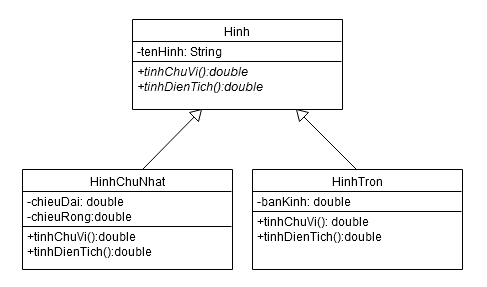 Hinh
-tenHinh: String
+tinhChuVi():double
+tinhDienTich():double
HinhChuNhat
-chieuDai: double
-chieuRong:double
+tinhChuVi():double
+tinhDienTich():double
HinhTron
-banKinh: double
+tinhChuVi(): double
+tinhDienTich():double